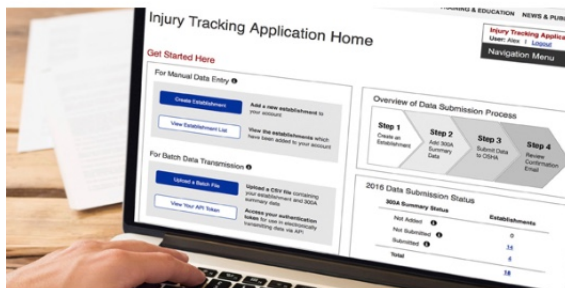 TRAINING & EDUCATION NEWS & PUBL
Injury Tracking Application Home
Injury Tracking Applica
User: Alex | Logout
Navigation Menu
Get Started Here
For Manual Data Entry
Create Establishment
Add a new establishment to
your account
View Establishment List
View the establishments which
have been added to your account
For Batch Data Transmission
Upload a Batch File
Upload a CSV file containing
your establishment and 300A
summary data
View Your API Token
Access your authentication
token for use in electronically
transmitting data via API
Overview of Data Submission Process
Step 1
Create an
Establishment
Step 2
Add 300A
Summary
Data
Step 3
Submit Data
to OSHA
Step 4
Review
Confirmation
Email
2016 Data Submission Status
300A Summary Status Establishments
Not Added 0
Not Submitted 14
Submitted 4
Total 18